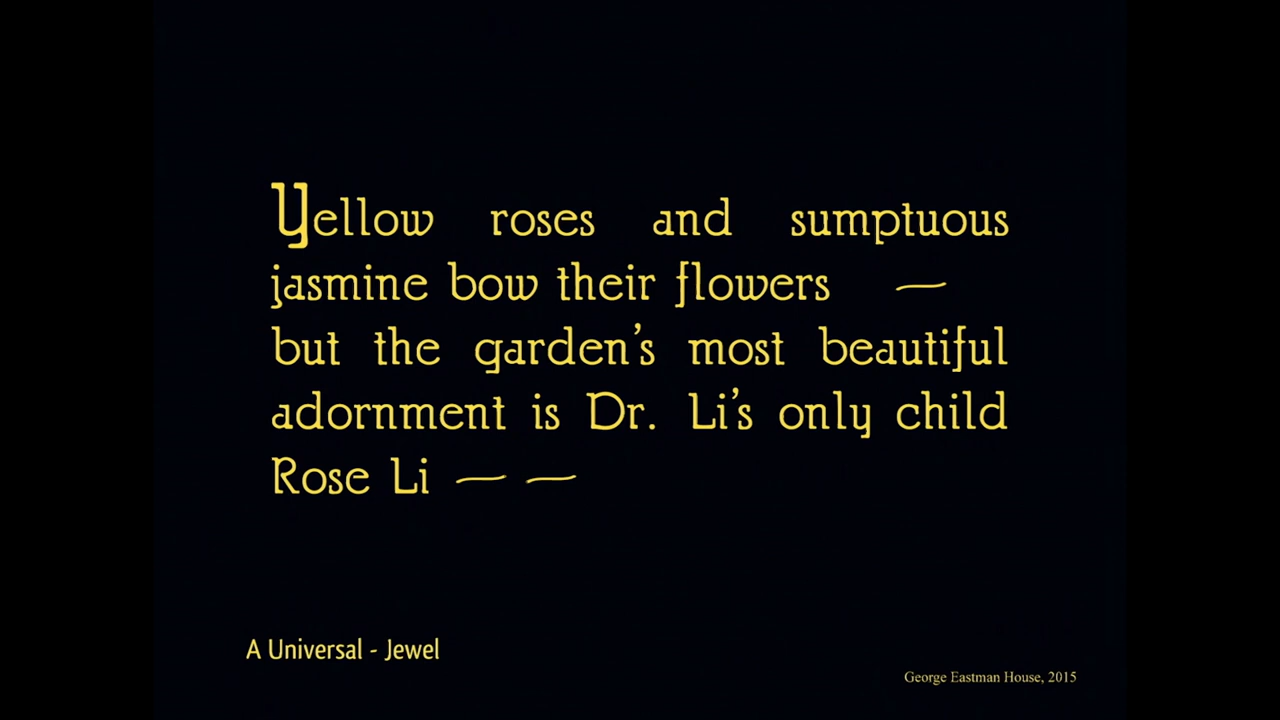 Yellow roses and sumptuous
jasmine bow their flowers —
but the garden's most beautiful
adornment is Dr. Li's only child
Rose Li — —
A Universal - Jewel
George Eastman House, 2015